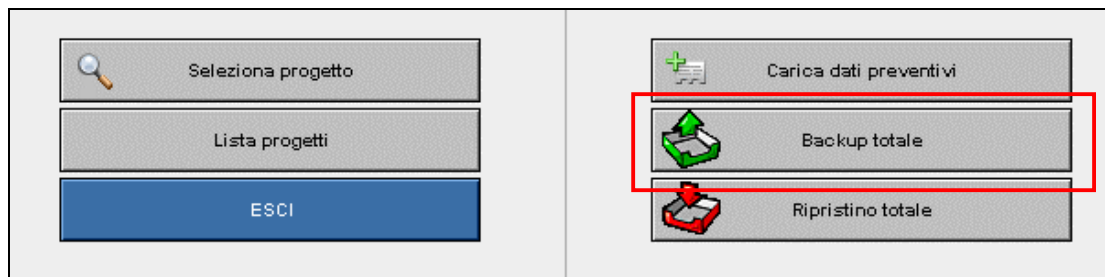 Seleziona progetto
Lista progetti
ESCI
Carica dati preventivi
Backup totale
Ripristino totale